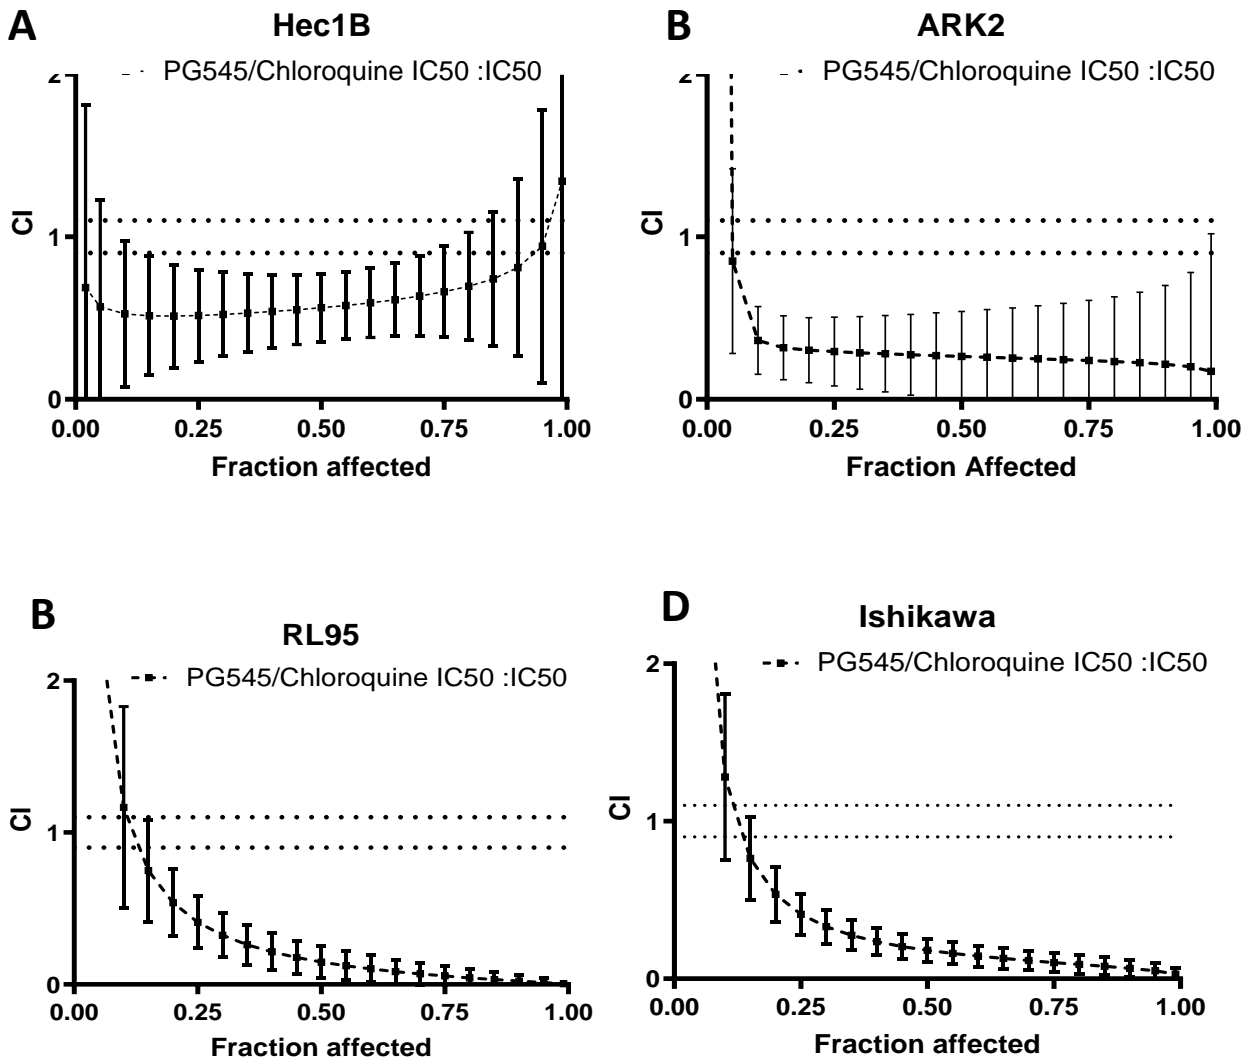 A
Hec1B
PG545/Chloroquine IC50 :IC50
2
1
0
CI
0.00 0.25 0.50 0.75 1.00
Fraction affected
B
ARK2
PG545/Chloroquine IC50 :IC50
2
1
0
CI
0.00 0.25 0.50 0.75 1.00
Fraction Affected
B
RL95
PG545/Chloroquine IC50 :IC50
2
1
0
CI
0.00 0.25 0.50 0.75 1.00
Fraction affected
D
Ishikawa
PG545/Chloroquine IC50 :IC50
2
1
0
CI
0.00 0.25 0.50 0.75 1.00
Fraction affected